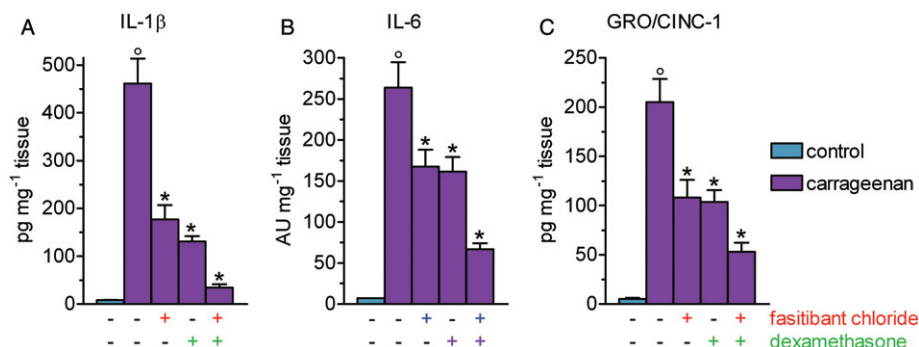 A IL-1β
pg mg⁻¹ tissue
500
400
300
200
100
0
° * * *
- - + - +
- - - + +
B IL-6
AU mg⁻¹ tissue
300
250
200
150
100
50
0
° * * *
- - + - +
- - - + +
C GRO/CINC-1
pg mg⁻¹ tissue
250
200
150
100
50
0
° * * *
- - + - + fasitibant chloride
- - - + + dexamethasone
control
carrageenan